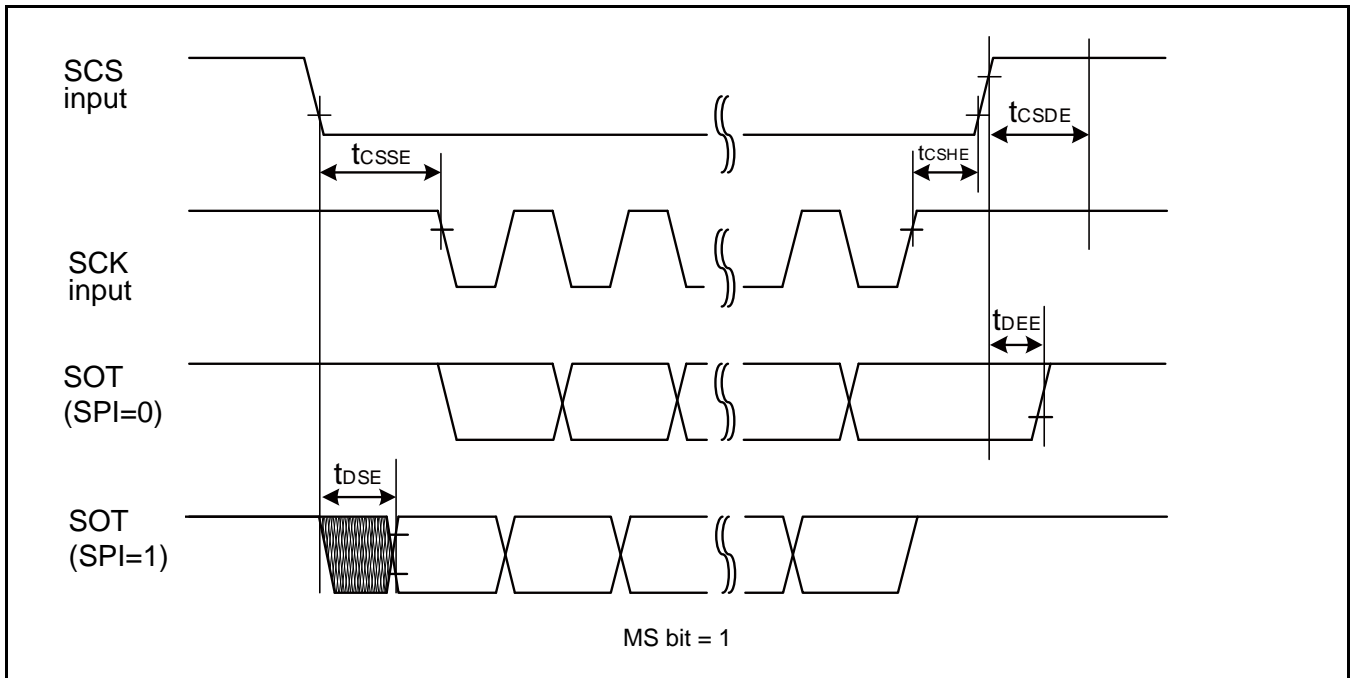 SCS
input
tCSDE
tCSSE
tCSHE
SCK
input
tDEE
SOT
(SPI=0)
tDSE
SOT
(SPI=1)
MS bit = 1